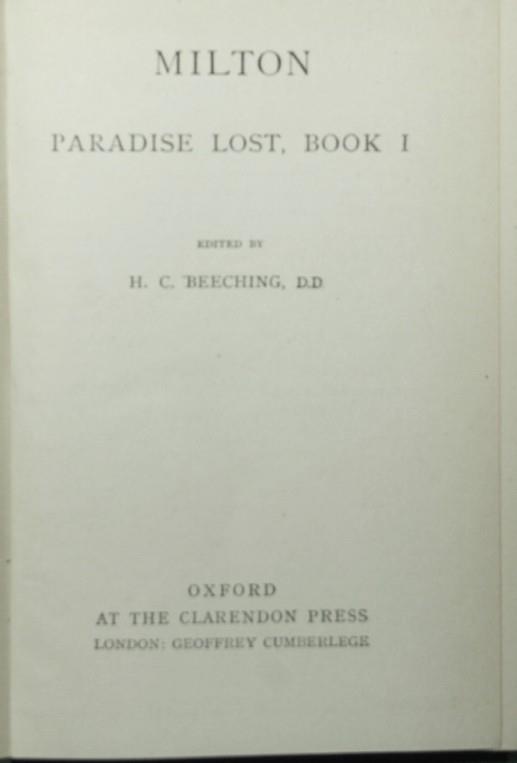 MILTON
PARADISE LOST, BOOK I
EDITED BY
H. C. BEECHING, D.D.
OXFORD
AT THE CLARENDON PRESS
LONDON: GEOFFREY CUMBERLEGE